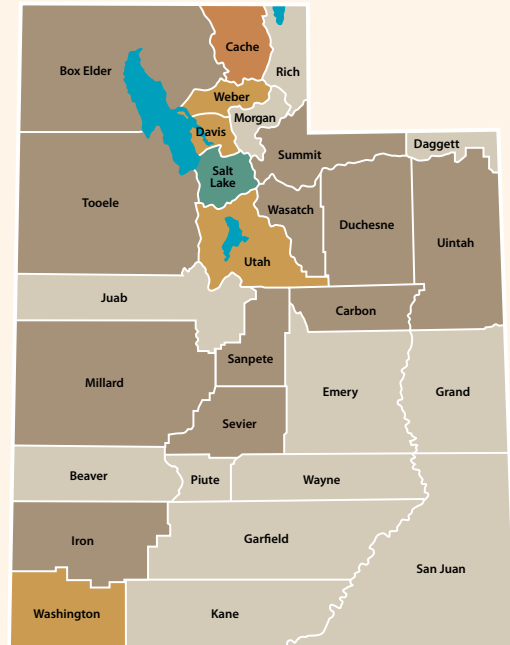 Cache
Box Elder
Rich
Weber
Morgan
Davis
Daggett
Summit
Salt
Lake
Tooele
Wasatch
Duchesne
Uintah
Utah
Juab
Carbon
Sanpete
Millard
Emery
Grand
Sevier
Beaver
Piute
Wayne
Iron
Garfield
San Juan
Washington
Kane